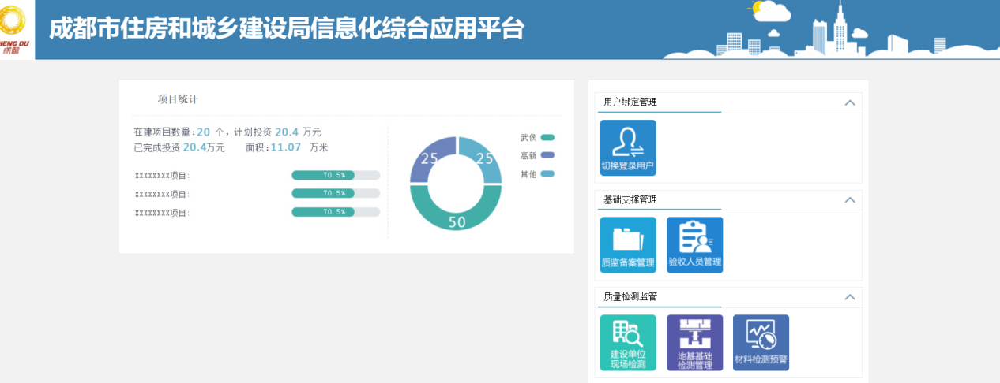 HENG DU
成都
成都市住房和城乡建设局信息化综合应用平台
项目统计
在建项目数量:20 个，计划投资 20.4 万元
已完成投资 20.4万元 面积:11.07 万米
xxxxxxxx项目: 70.5%
xxxxxxxx项目: 70.5%
xxxxxxxx项目: 70.5%
25 25
50
武侯
高新
其他
用户绑定管理
切换登录用户
基础支撑管理
质监备案管理 验收人员管理
质量检测监管
建设单位
现场检测
地基基础
检测管理
材料检测预警